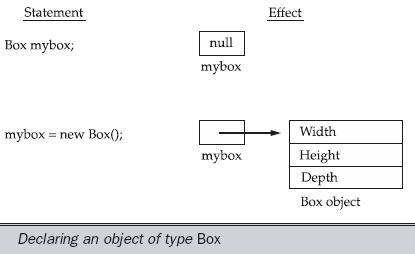 Statement
Effect
Box mybox;
null
mybox
mybox = new Box();
mybox
Width
Height
Depth
Box object
Declaring an object of type Box